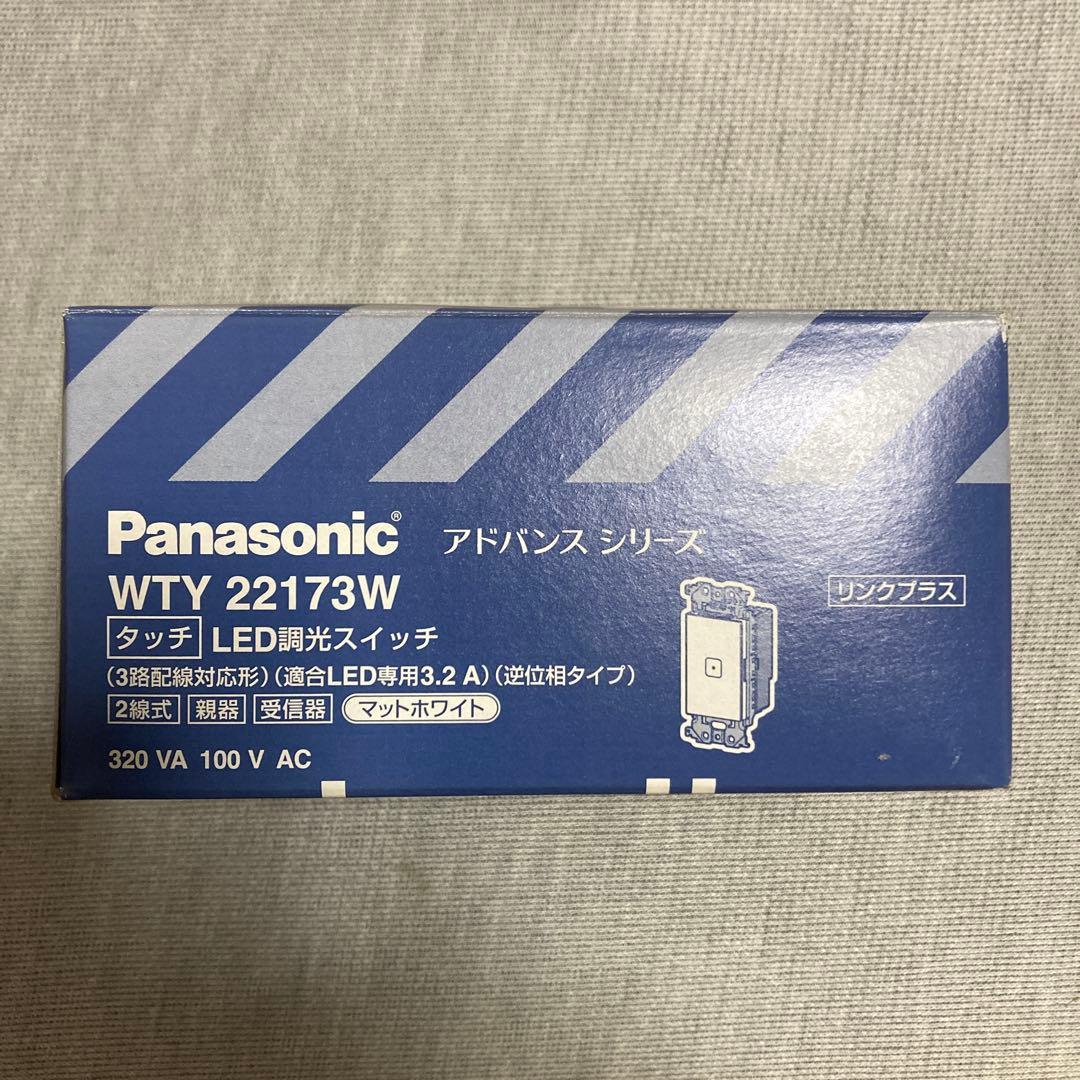 Panasonic® アドバンス シリーズ
WTY 22173W
リンクプラス
タッチ LED調光スイッチ
(3路配線対応形)(適合LED専用3.2 A)(逆位相タイプ)
2線式 親器 受信器 マットホワイト
320 VA 100 V AC